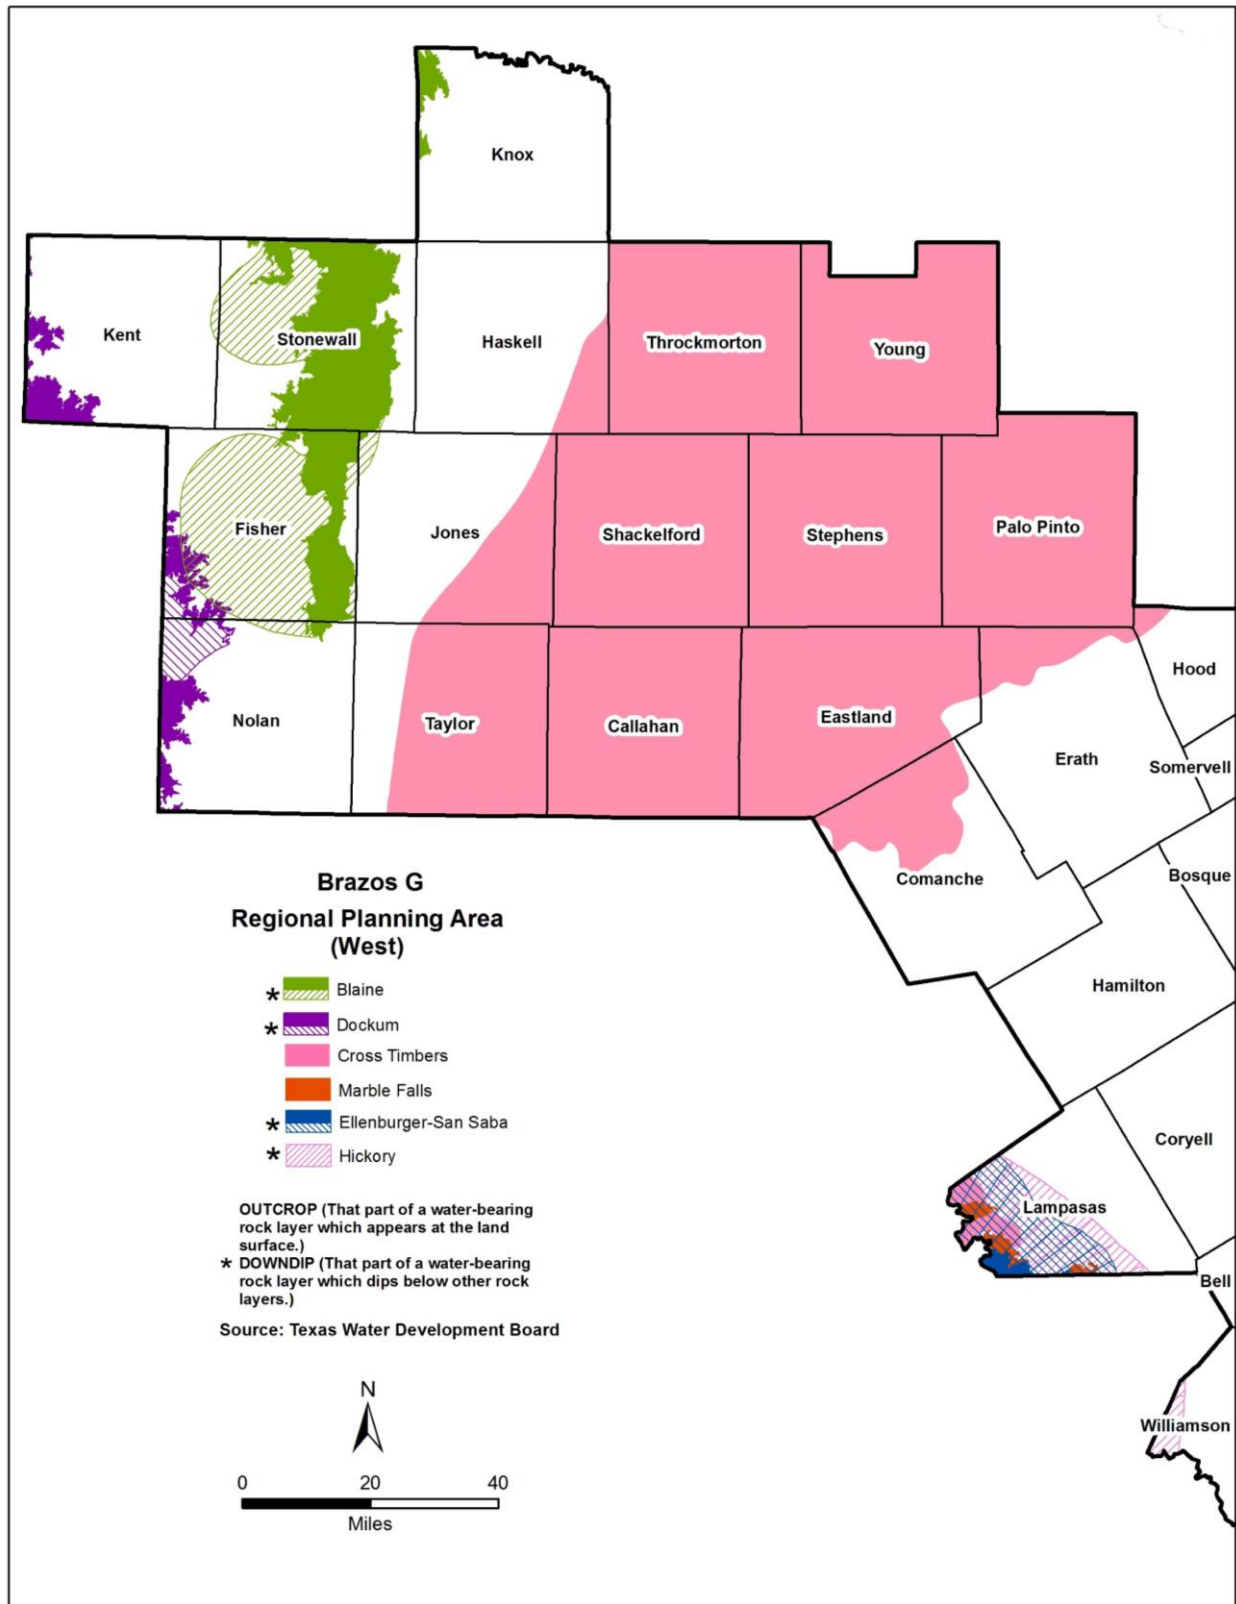 Knox
Kent
Stonewall
Haskell
Throckmorton
Young
Fisher
Jones
Shackelford
Stephens
Palo Pinto
Nolan
Taylor
Callahan
Eastland
Hood
Erath
Somervell
Comanche
Bosque
Hamilton
Coryell
Lampasas
Bell
Williamson
Brazos G
Regional Planning Area
(West)
* Blaine
* Dockum
Cross Timbers
Marble Falls
* Ellenburger-San Saba
* Hickory
OUTCROP (That part of a water-bearing
rock layer which appears at the land
surface.)
* DOWNDIP (That part of a water-bearing
rock layer which dips below other rock
layers.)
Source: Texas Water Development Board
N
0 20 40
Miles